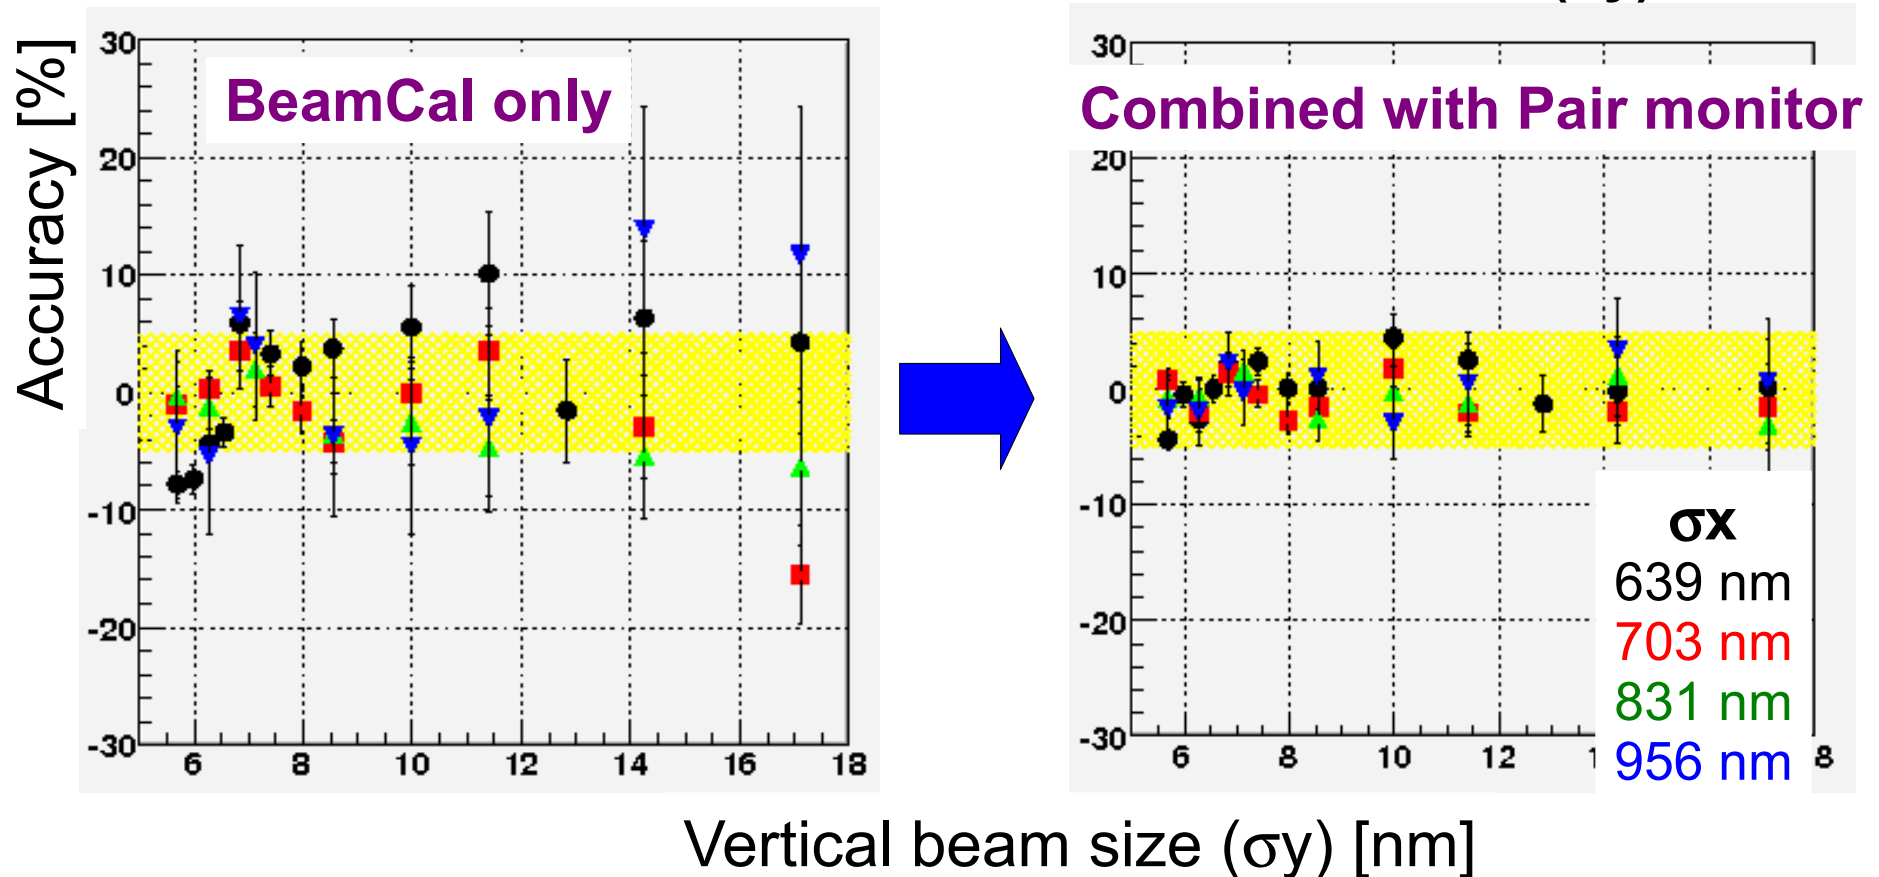 Accuracy [%]
BeamCal only
30
20
10
0
-10
-20
-30
6 8 10 12 14 16 18
Combined with Pair monitor
30
20
10
0
-10
-20
-30
6 8 10 12 1 8
σx
639 nm
703 nm
831 nm
956 nm
Vertical beam size (σy) [nm]